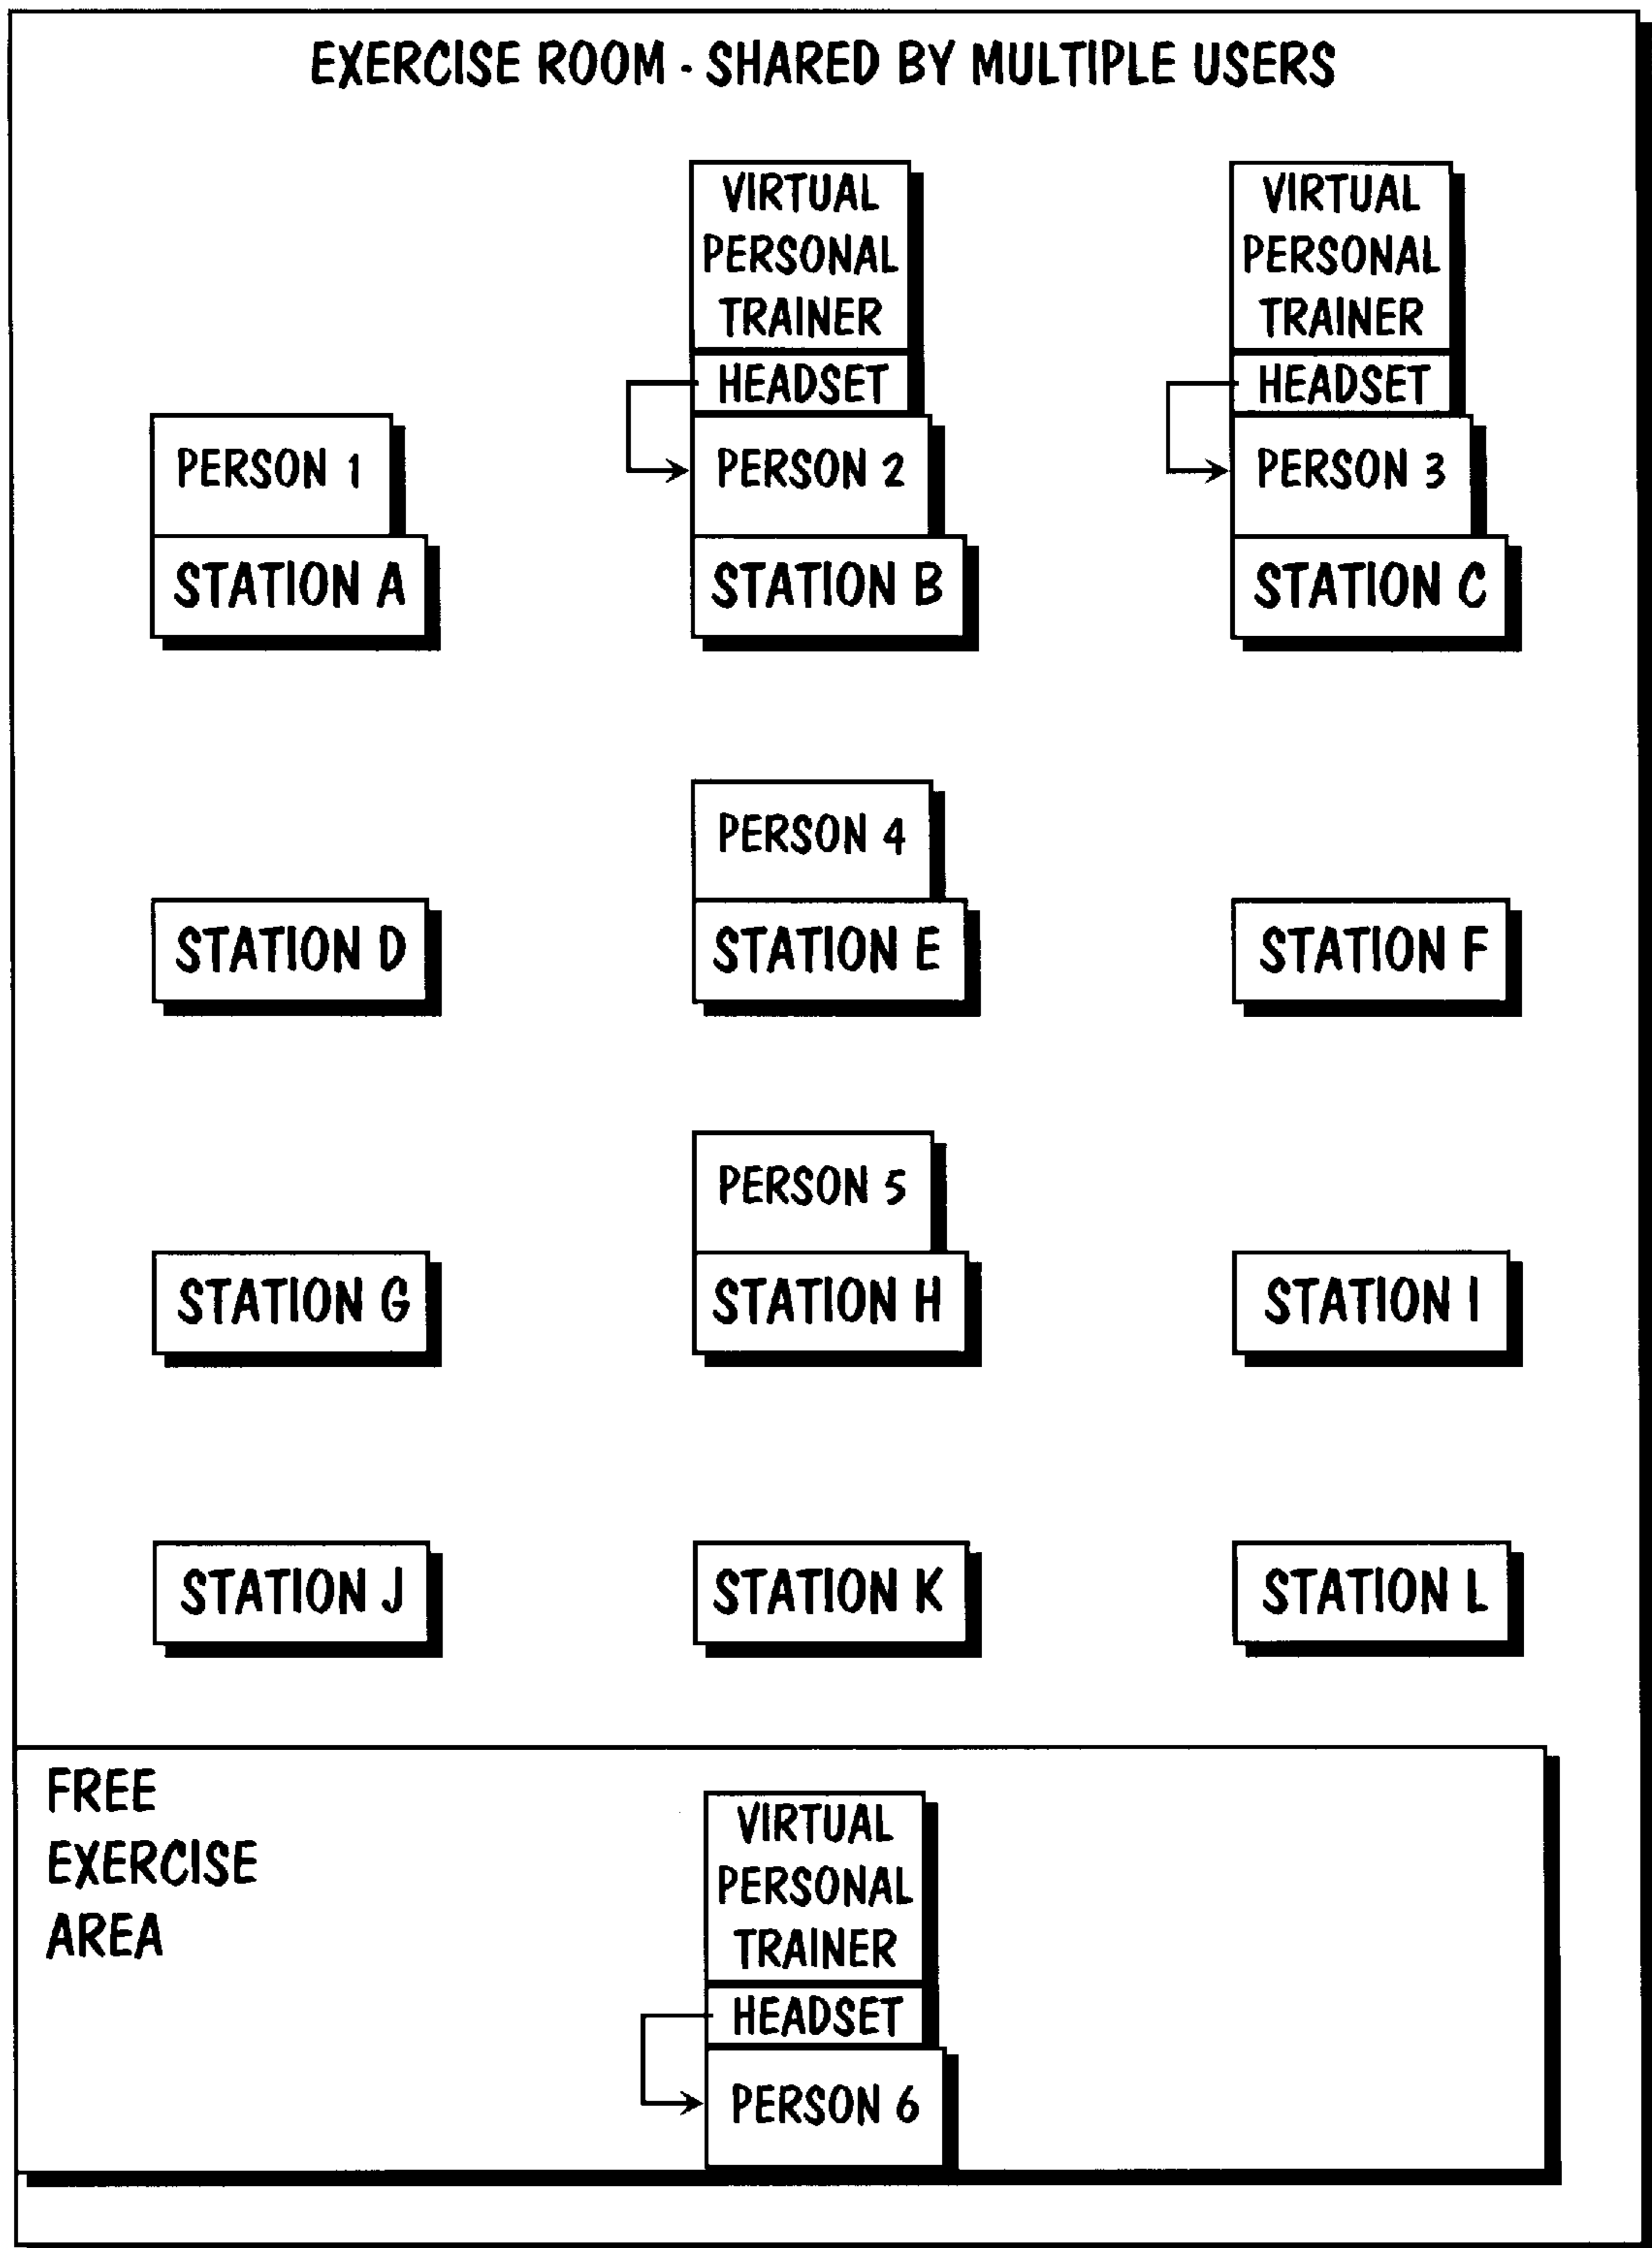 EXERCISE ROOM - SHARED BY MULTIPLE USERS
PERSON 1
STATION A
VIRTUAL
PERSONAL
TRAINER
HEADSET
PERSON 2
STATION B
VIRTUAL
PERSONAL
TRAINER
HEADSET
PERSON 3
STATION C
STATION D
PERSON 4
STATION E
STATION F
STATION G
PERSON 5
STATION H
STATION I
STATION J
STATION K
STATION L
FREE
EXERCISE
AREA
VIRTUAL
PERSONAL
TRAINER
HEADSET
PERSON 6